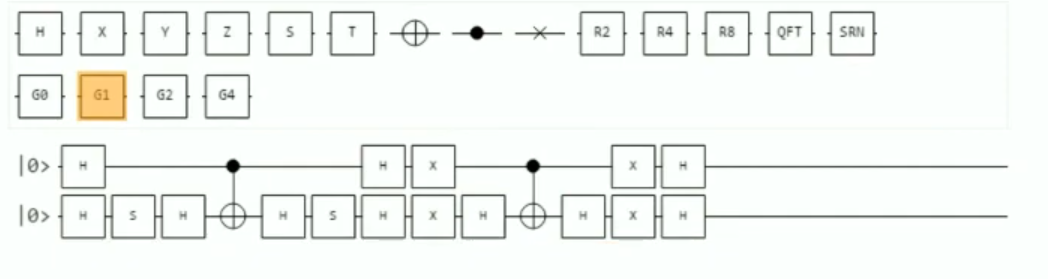 H X Y Z S T R2 R4 R8 QFT SRN
G0 G1 G2 G4
|0> H H X X H
|0> H S H H S H X H H X H